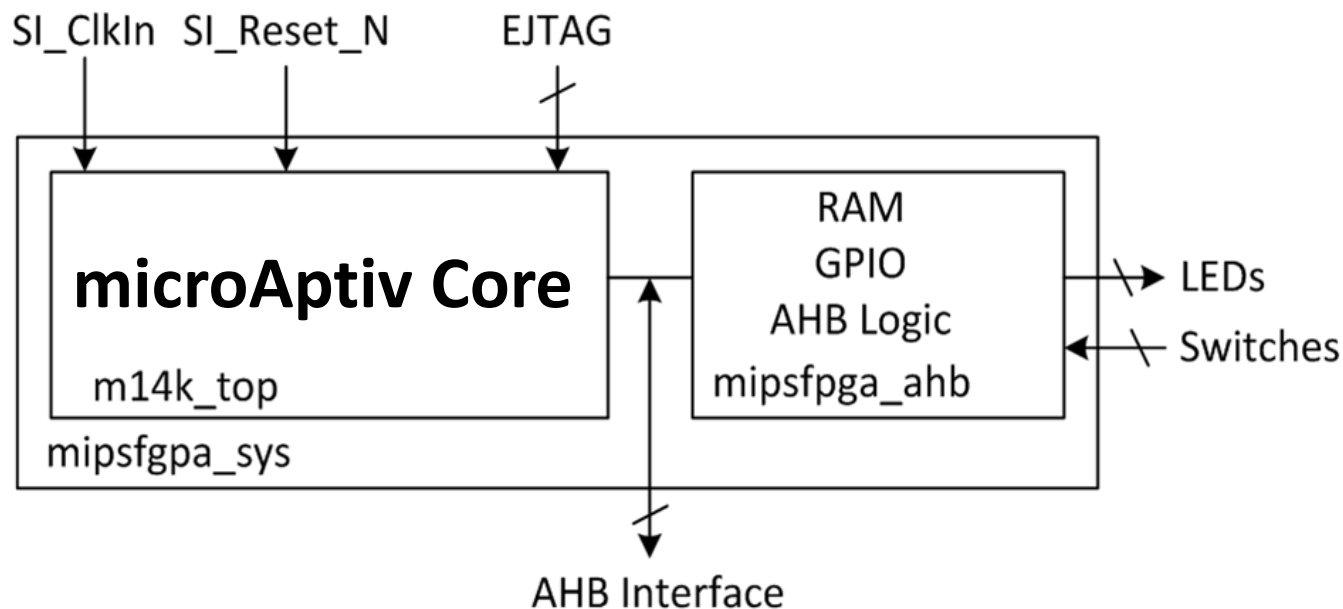 SI_ClkIn SI_Reset_N EJTAG
microAptiv Core
m14k_top
mipsfgpa_sys
RAM
GPIO
AHB Logic
mipsfpga_ahb
LEDs
Switches
AHB Interface